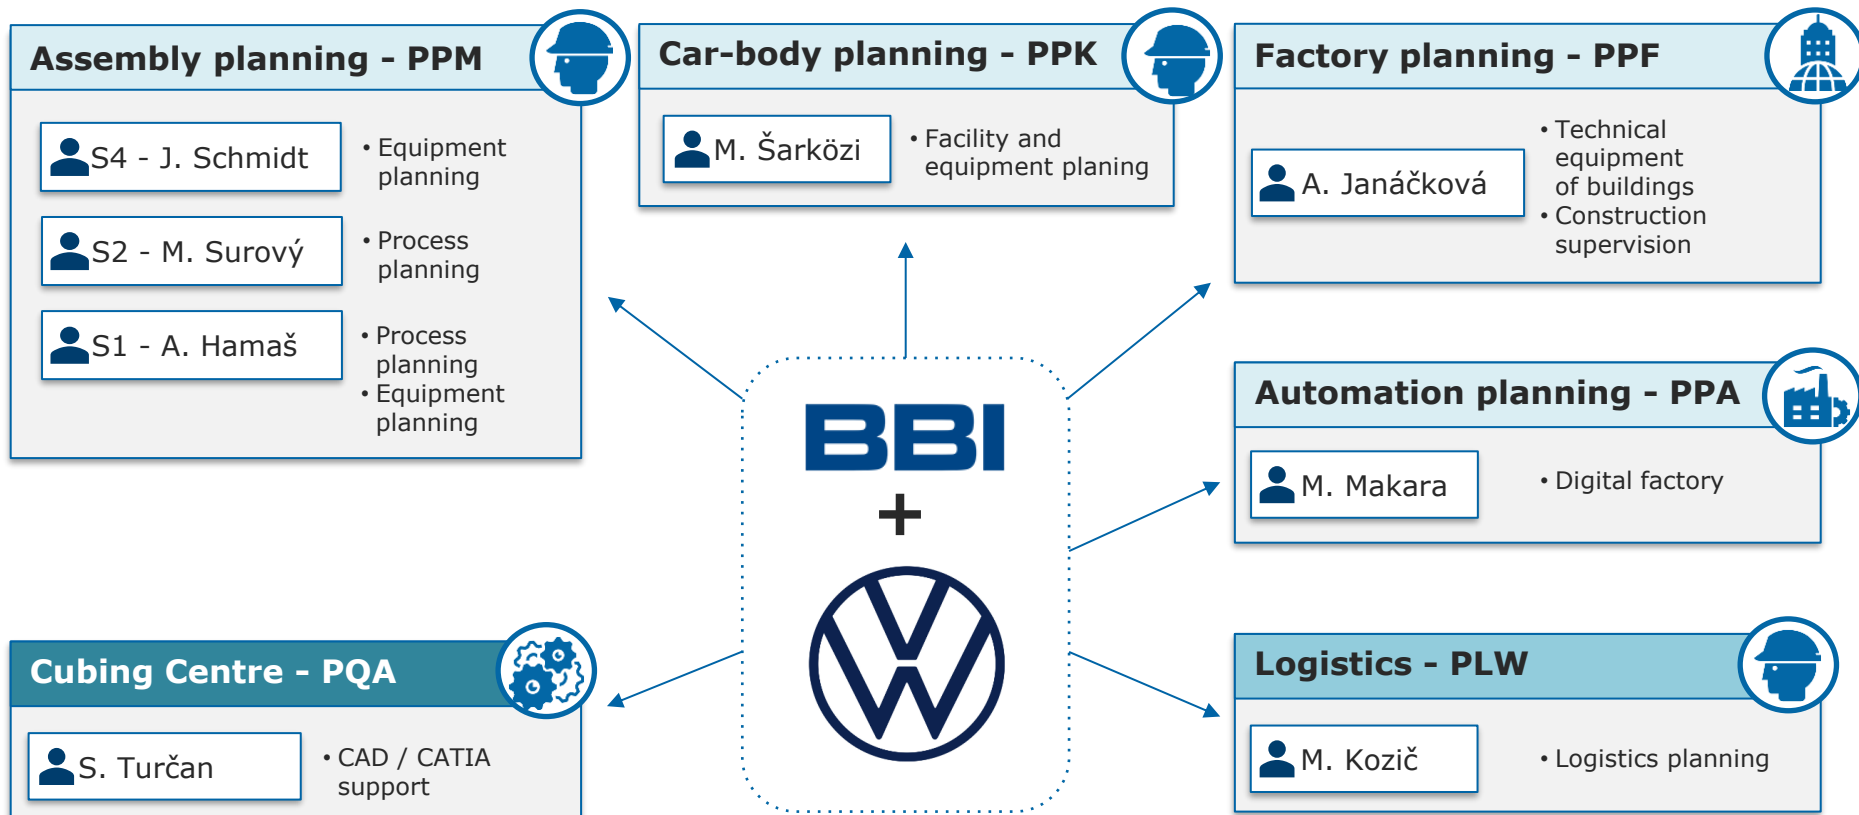 Assembly planning - PPM
S4 - J. Schmidt
• Equipment
planning
S2 - M. Surový
• Process
planning
S1 - A. Hamaš
• Process
planning
• Equipment
planning
Car-body planning - PPK
M. Šarközi
• Facility and
equipment planing
Factory planning - PPF
A. Janáčková
• Technical
equipment
of buildings
• Construction
supervision
Automation planning - PPA
M. Makara
• Digital factory
BBI
+
VW
Cubing Centre - PQA
S. Turčan
• CAD / CATIA
support
Logistics - PLW
M. Kozič
• Logistics planning